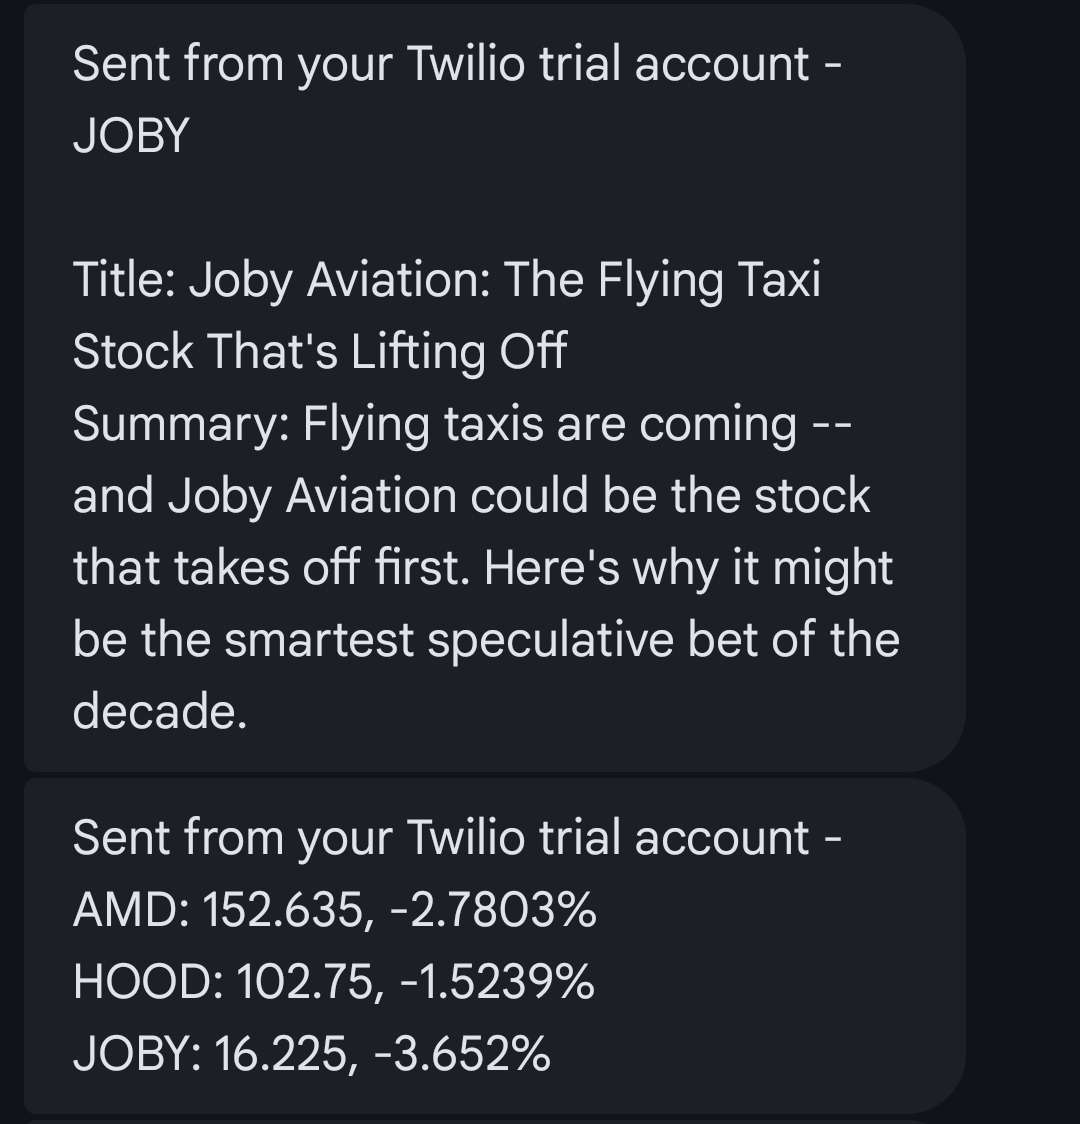 Sent from your Twilio trial account -
JOBY
Title: Joby Aviation: The Flying Taxi
Stock That's Lifting Off
Summary: Flying taxis are coming --
and Joby Aviation could be the stock
that takes off first. Here's why it might
be the smartest speculative bet of the
decade.
Sent from your Twilio trial account -
AMD: 152.635, -2.7803%
HOOD: 102.75, -1.5239%
JOBY: 16.225, -3.652%